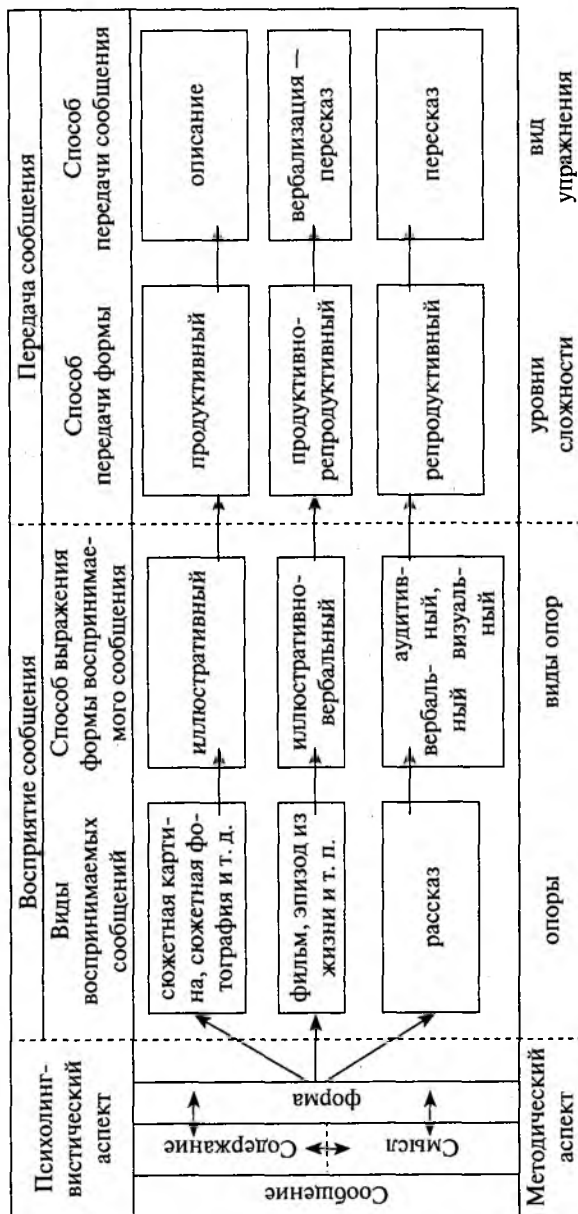 Психолинг-
вистический
аспект
Восприятие сообщения
Виды
воспринимаемых
сообщений
Способ выражения
формы воспринимае-
мого сообщения
Передача сообщения
Способ
передачи формы
Способ
передачи сообщения
Сообщение
Содержание
Смысл
форма
сюжетная карти-
на, сюжетная фо-
тография и т. д.
иллюстративный
продуктивный
описание
фильм, эпизод из
жизни и т. п.
иллюстративно-
вербальный
продуктивно-
репродуктивный
вербализация —
пересказ
рассказ
аудитив-
вербаль- ный,
ный визуаль-
ный
репродуктивный
пересказ
Методический
аспект
опоры
виды опор
уровни
сложности
вид
упражнения